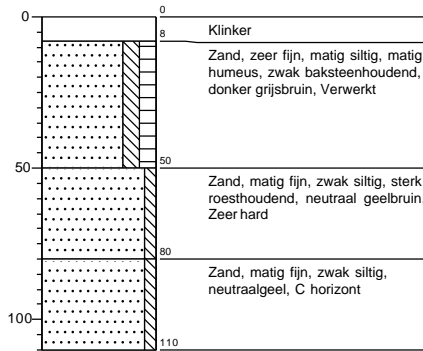 0
0
Klinker
8
Zand, zeer fijn, matig siltig, matig
humeus, zwak baksteenhoudend,
donker grijsbruin, Verwerkt
50
50
Zand, matig fijn, zwak siltig, sterk
roesthoudend, neutraal geelbruin,
Zeer hard
80
Zand, matig fijn, zwak siltig,
neutraalgeel, C horizont
100
110